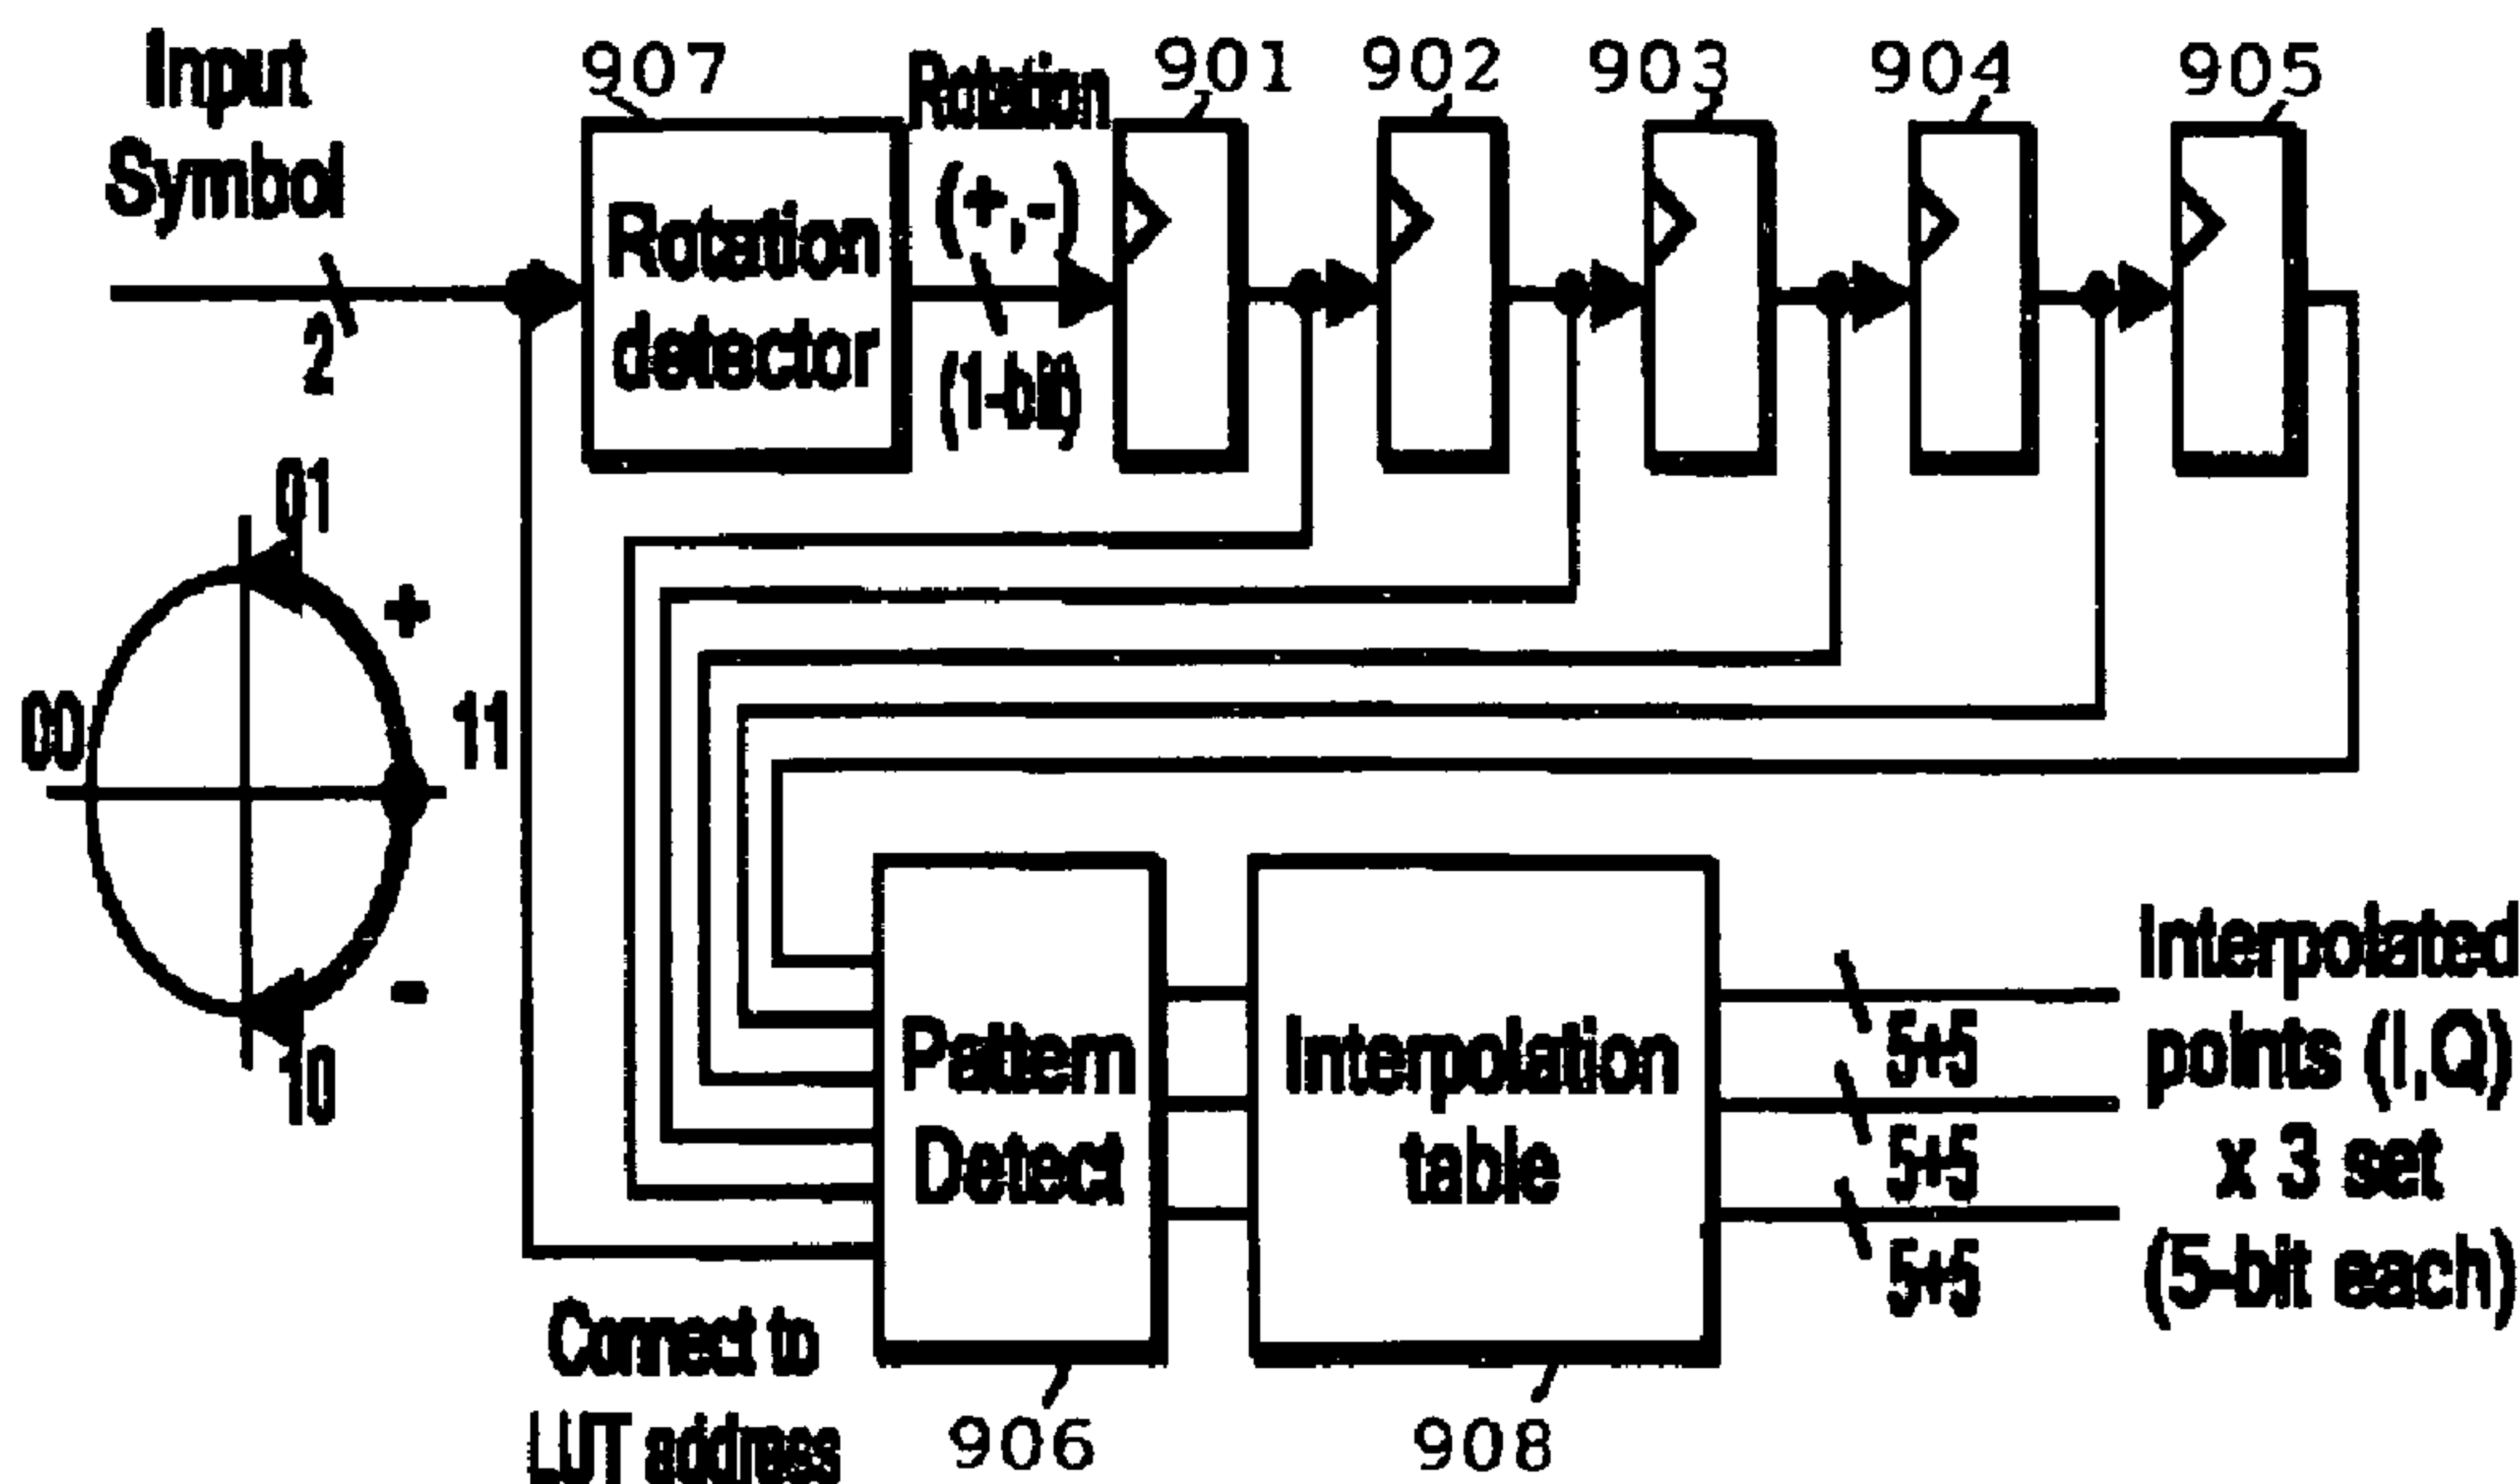 Input
Symbol
2
907
Rotation
detector
Rotation
(+,-)
(1-bit)
901
902
903
904
905
01
+
00
11
-
10
Pattern
Detect
Interpolation
table
5+5
5+5
5+5
Interpolated
points (I,Q)
x 3 set
(5-bit each)
Connect to
LUT address
906
908